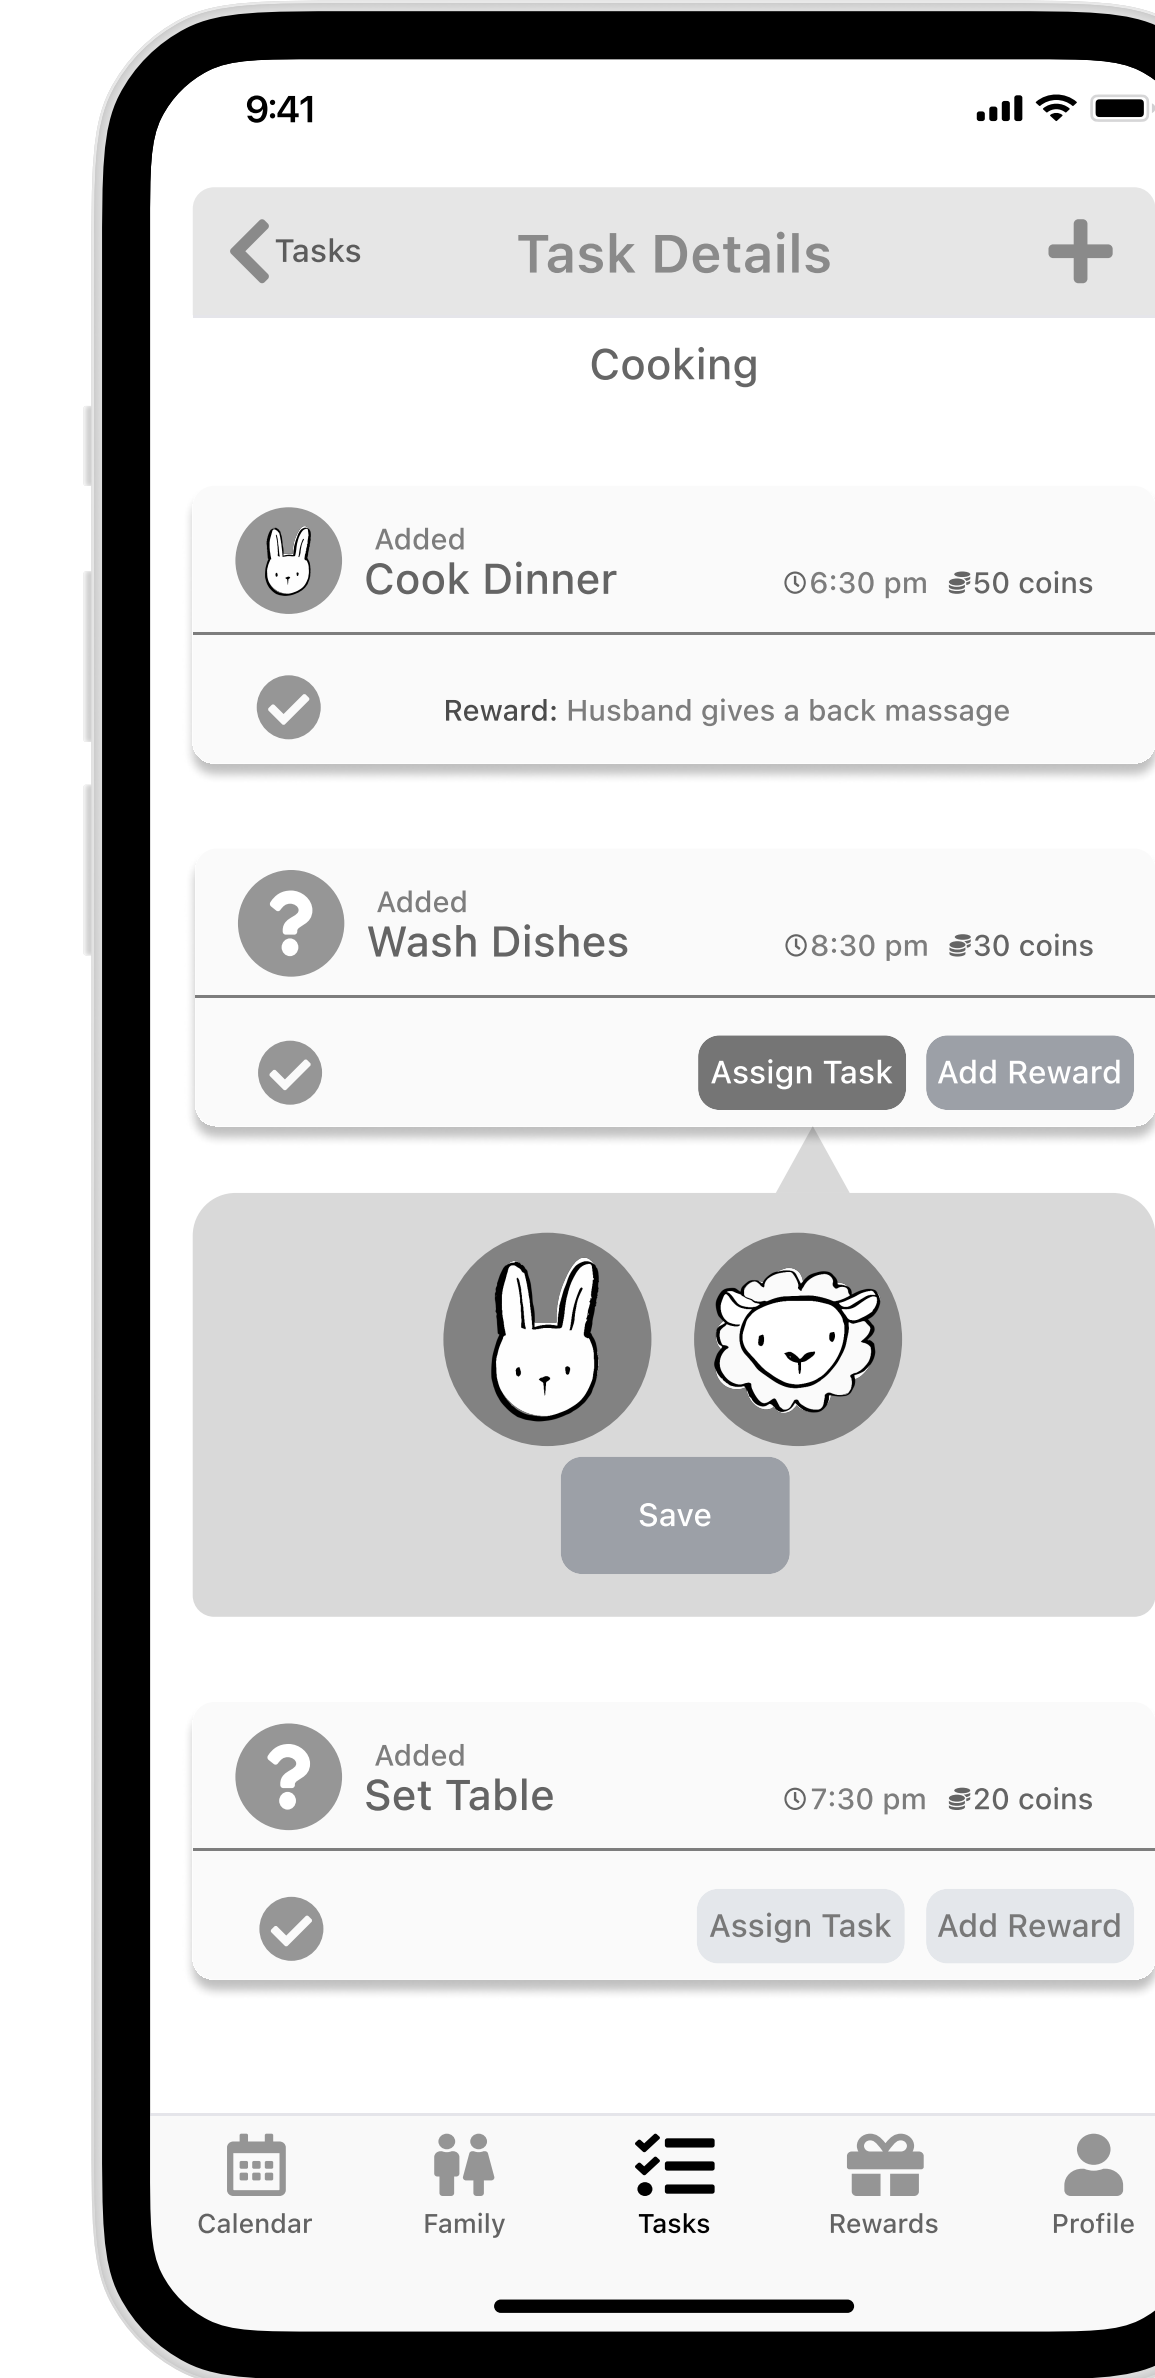 9:41
Tasks
Task Details
Cooking
Added
Cook Dinner
6:30 pm
50 coins
Reward: Husband gives a back massage
Added
Wash Dishes
8:30 pm
30 coins
Assign Task
Add Reward
Save
Added
Set Table
7:30 pm
20 coins
Assign Task
Add Reward
Calendar
Family
Tasks
Rewards
Profile